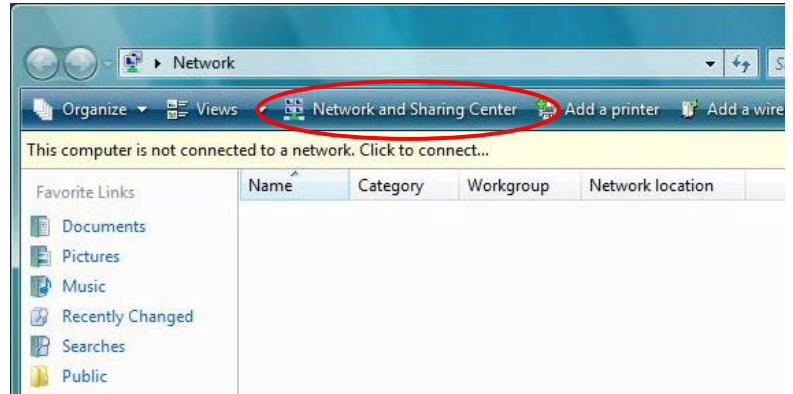 Network
Organize Views Network and Sharing Center Add a printer Add a wire
This computer is not connected to a network. Click to connect...
Favorite Links
Name Category Workgroup Network location
Documents
Pictures
Music
Recently Changed
Searches
Public